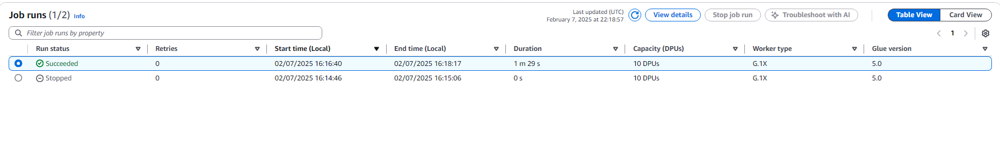 Job runs (1/2) Info
Last updated (UTC)
February 7, 2025 at 22:18:57
View details
Stop job run
Troubleshoot with AI
Table View
Card View
Filter job runs by property
1
Run status Retries Start time (Local) End time (Local) Duration Capacity (DPUs) Worker type Glue version
Succeeded 0 02/07/2025 16:16:40 02/07/2025 16:18:17 1 m 29 s 10 DPUs G.1X 5.0
Stopped 0 02/07/2025 16:14:46 02/07/2025 16:15:06 0 s 10 DPUs G.1X 5.0